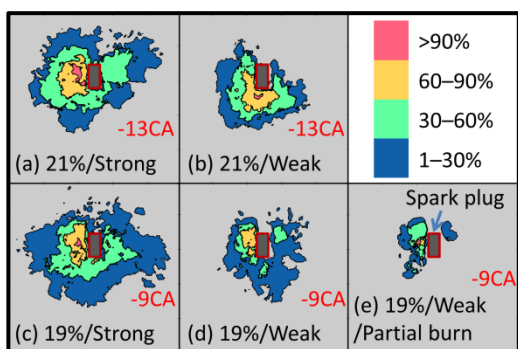 >90%
60–90%
30–60%
1–30%
-13CA
(a) 21%/Strong
-13CA
(b) 21%/Weak
-9CA
(c) 19%/Strong
-9CA
(d) 19%/Weak
Spark plug
-9CA
(e) 19%/Weak
/Partial burn